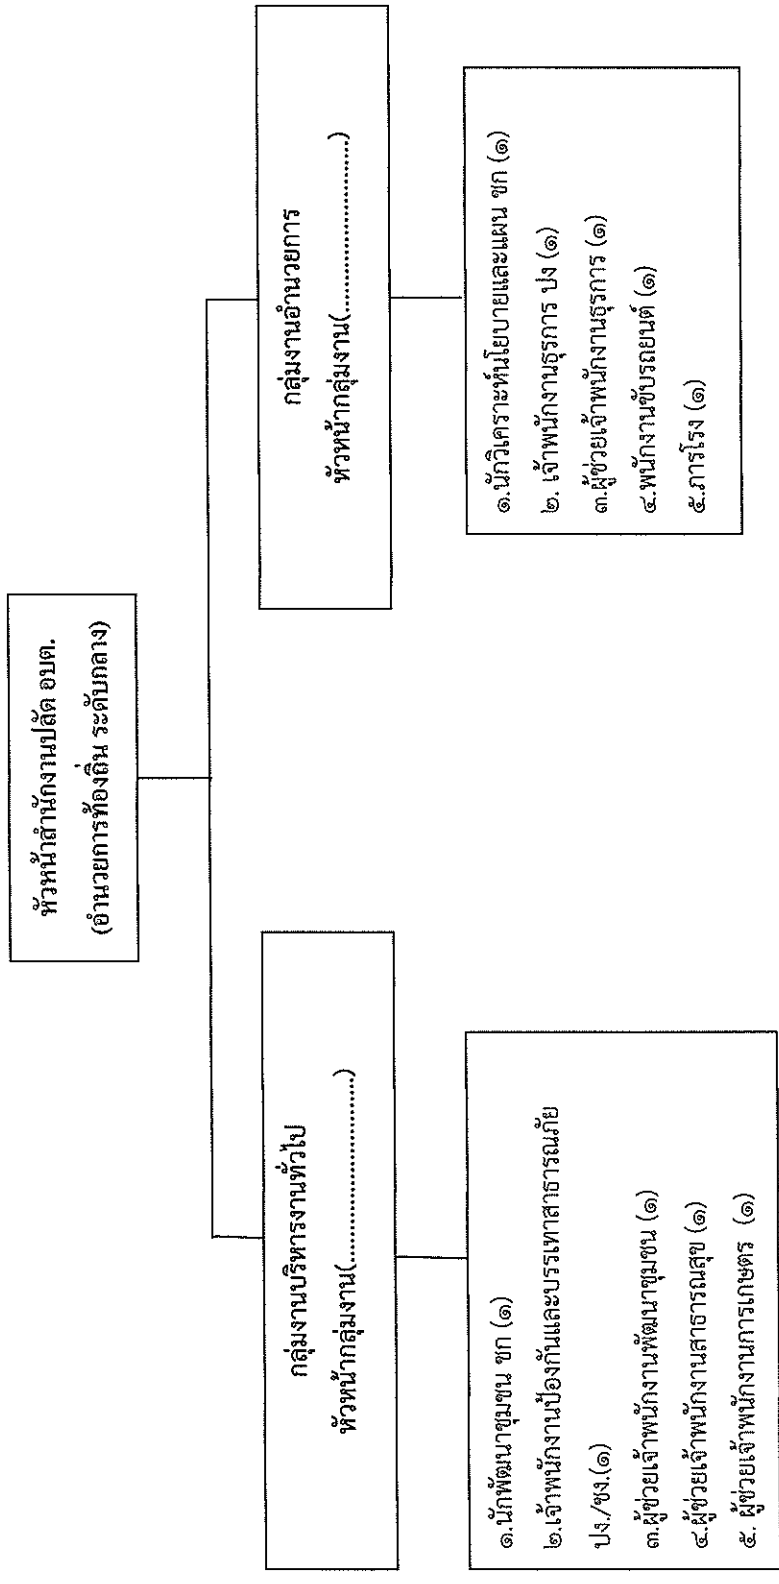 หัวหน้าสำนักงานปลัด อบต.
(อำนวยการท้องถิ่น ระดับกลาง)
กลุ่มงานบริหารงานทั่วไป
หัวหน้ากลุ่มงาน(.......................................)
๑.นักพัฒนาชุมชน ชก (๑)
๒.เจ้าพนักงานป้องกันและบรรเทาสาธารณภัย
ปง./ชง.(๑)
๓.ผู้ช่วยเจ้าพนักงานพัฒนาชุมชน (๑)
๔.ผู้ช่วยเจ้าพนักงานสาธารณสุข (๑)
๕. ผู้ช่วยเจ้าพนักงานการเกษตร (๑)
กลุ่มงานอำนวยการ
หัวหน้ากลุ่มงาน(.......................................)
๑.นักวิเคราะห์นโยบายและแผน ชก (๑)
๒. เจ้าพนักงานธุรการ ปง (๑)
๓.ผู้ช่วยเจ้าพนักงานธุรการ (๑)
๔.พนักงานขับรถยนต์ (๑)
๕.ภารโรง (๑)